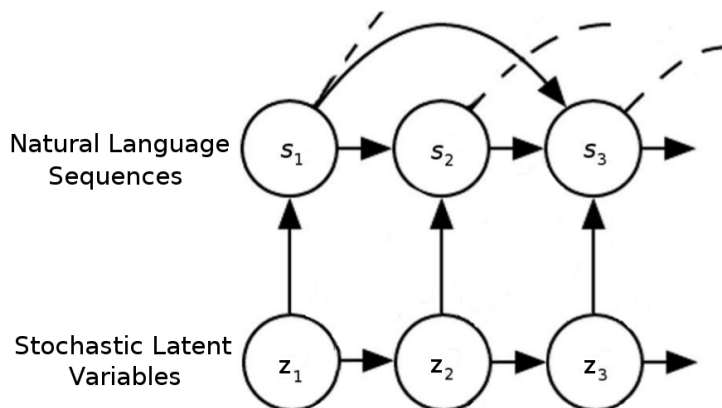 Natural Language
Sequences
s₁
s₂
s₃
Stochastic Latent
Variables
z₁
z₂
z₃